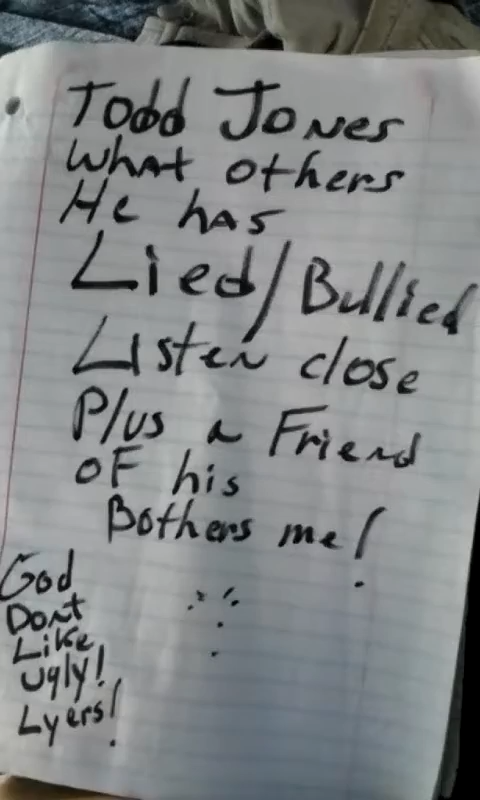 Todd Jones
What others
He has
Lied/Bullied
Listen close
Plus a Friend
of his
Bothers me!
God
Dont
Like
Ugly!
Lyers!